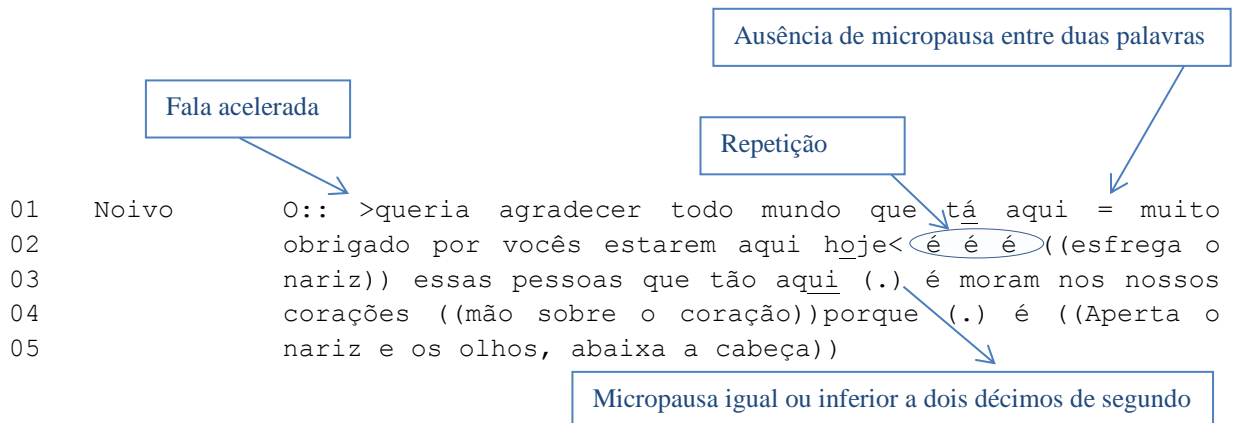 Ausência de micropausa entre duas palavras
Fala acelerada
Repetição
01 Noivo O:: >queria agradecer todo mundo que tá aqui = muito
02 obrigado por vocês estarem aqui hoje< é é é ((esfrega o
03 nariz)) essas pessoas que tão aqui (.) é moram nos nossos
04 corações ((mão sobre o coração))porque (.) é ((Aperta o
05 nariz e os olhos, abaixa a cabeça))
Micropausa igual ou inferior a dois décimos de segundo